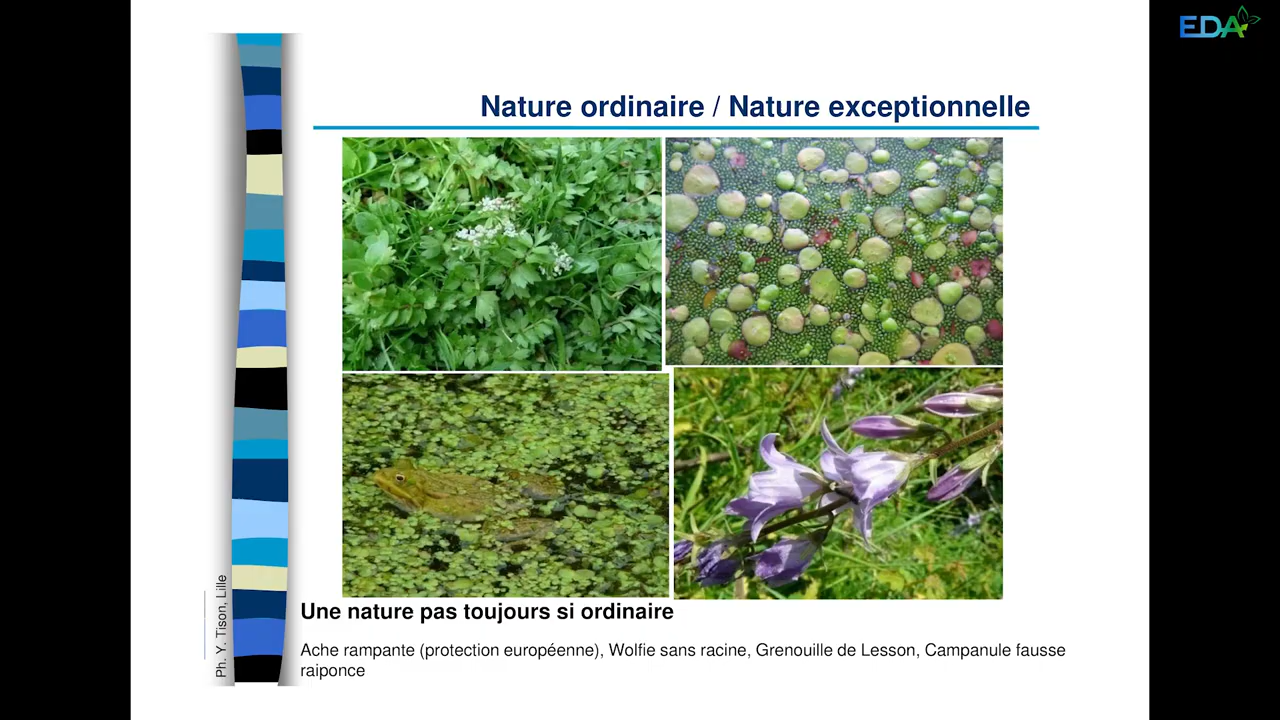 EDA
Nature ordinaire / Nature exceptionnelle
Ph. Y. Tison, Lille
Une nature pas toujours si ordinaire
Ache rampante (protection européenne), Wolfie sans racine, Grenouille de Lesson, Campanule fausse
raiponce